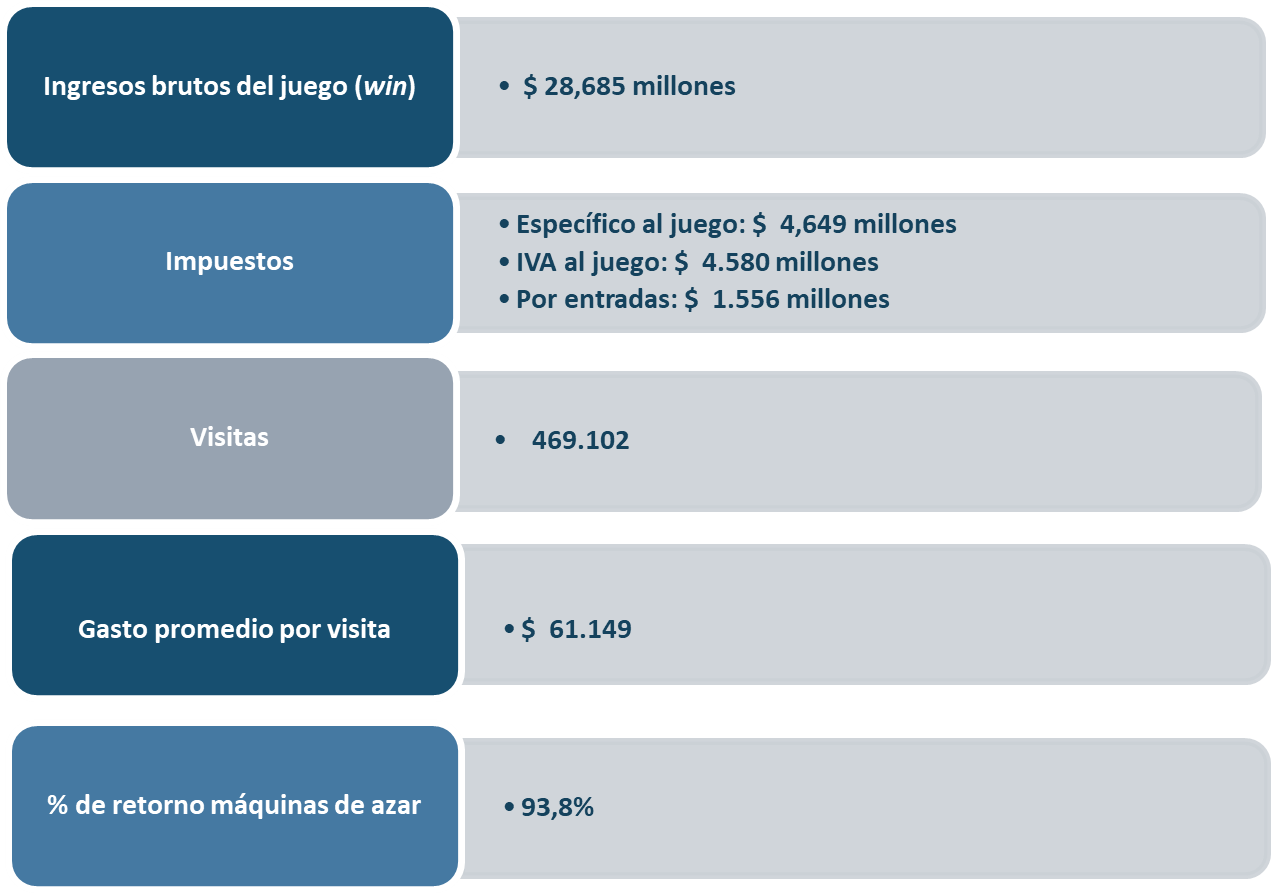 Ingresos brutos del juego (win)
• $ 28,685 millones
Impuestos
• Específico al juego: $ 4,649 millones
• IVA al juego: $ 4.580 millones
• Por entradas: $ 1.556 millones
Visitas
• 469.102
Gasto promedio por visita
• $ 61.149
% de retorno máquinas de azar
• 93,8%